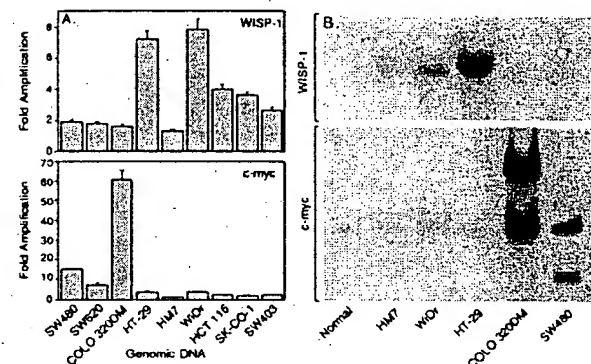 A
WISP-1
8
6
4
2
0
Fold Amplification
c-myc
70
60
50
40
30
20
10
0
Fold Amplification
SW480
SW620
COLO 320DM
HT-29
HM7
WiDr
HCT 116
SK-CO-1
SW403
Genomic DNA
B
WISP-1
c-myc
Normal
HM7
WiDr
HT-29
COLO 320DM
SW480